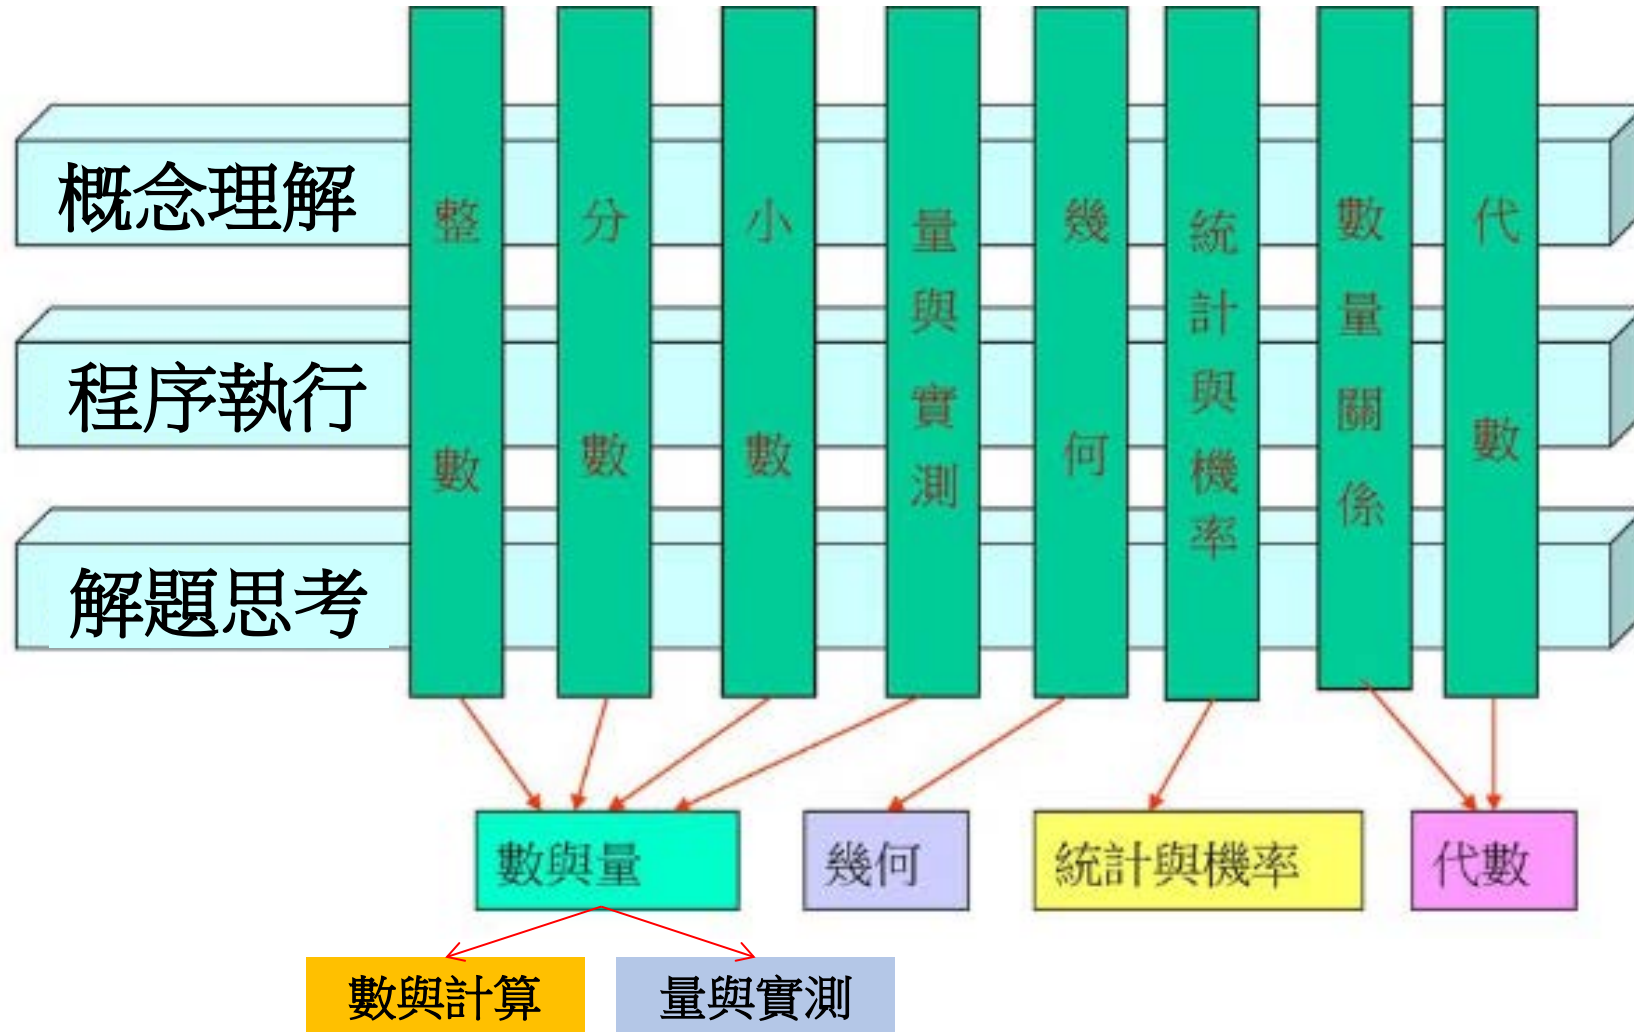 概念理解
程序執行
解題思考
整數
分數
小數
量與實測
幾何
統計與機率
數量關係
代數
數與量
幾何
統計與機率
代數
數與計算
量與實測